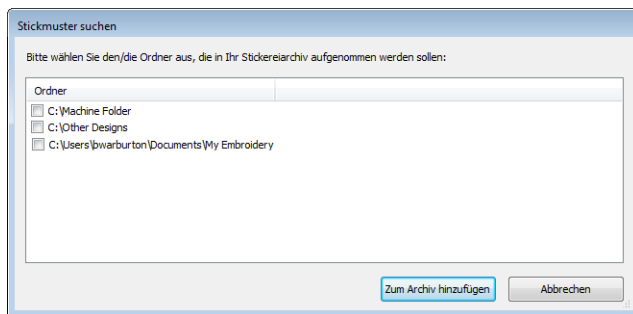 Stickmuster suchen
Bitte wählen Sie den/die Ordner aus, die in Ihr Stickereiarchiv aufgenommen werden sollen:
Ordner
C:\Machine Folder
C:\Other Designs
C:\Users\bwarburton\Documents\My Embroidery
Zum Archiv hinzufügen Abbrechen